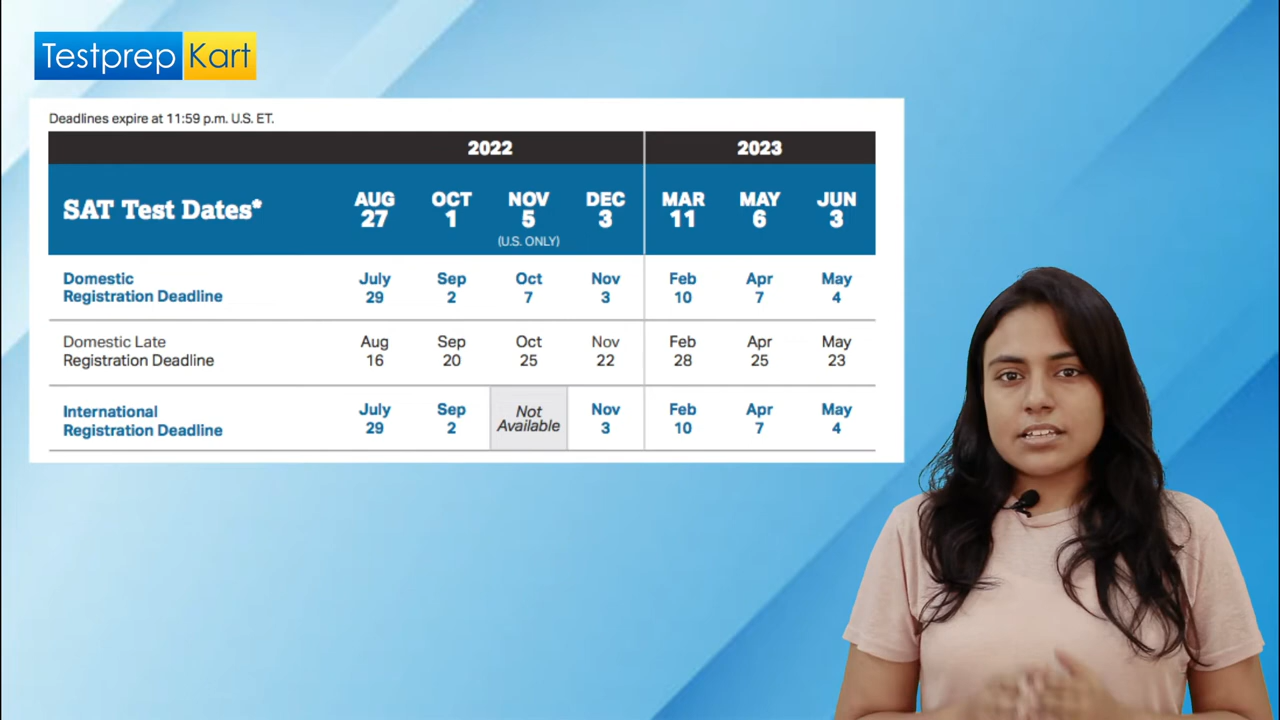 Testprep Kart
Deadlines expire at 11:59 p.m. U.S. ET.
2022 2023
SAT Test Dates* AUG 27 OCT 1 NOV 5 (U.S. ONLY) DEC 3 MAR 11 MAY 6 JUN 3
Domestic Registration Deadline July 29 Sep 2 Oct 7 Nov 3 Feb 10 Apr 7 May 4
Domestic Late Registration Deadline Aug 16 Sep 20 Oct 25 Nov 22 Feb 28 Apr 25 May 23
International Registration Deadline July 29 Sep 2 Not Available Nov 3 Feb 10 Apr 7 May 4